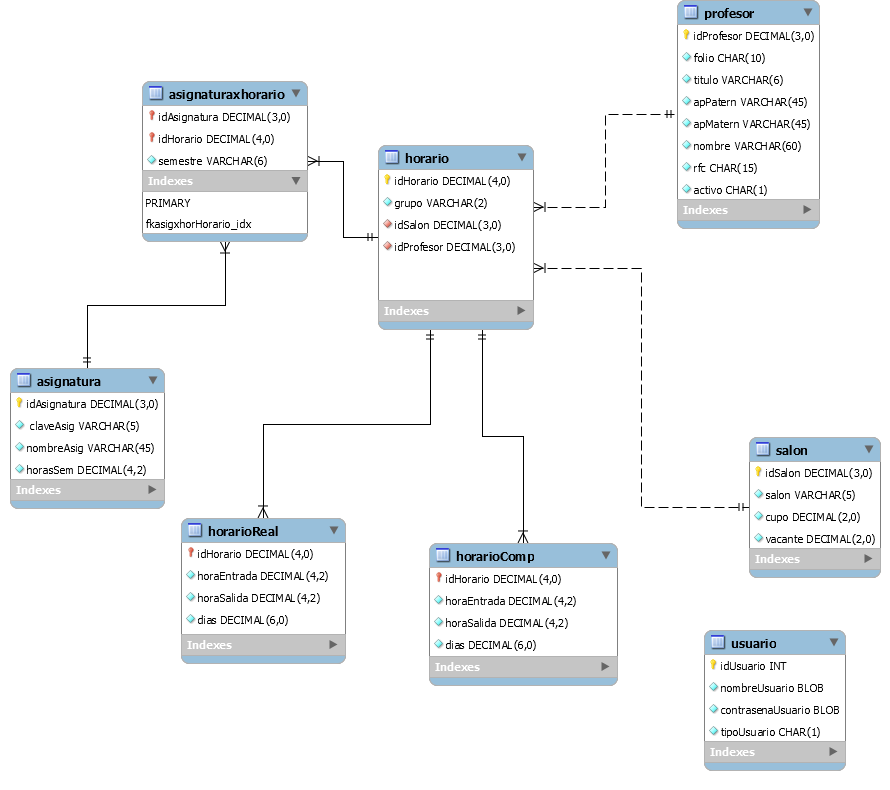 profesor
idProfesor DECIMAL(3,0)
folio CHAR(10)
titulo VARCHAR(6)
apPatern VARCHAR(45)
apMatern VARCHAR(45)
nombre VARCHAR(60)
rfc CHAR(15)
activo CHAR(1)
Indexes
asignaturaxhorario
idAsignatura DECIMAL(3,0)
idHorario DECIMAL(4,0)
semestre VARCHAR(6)
Indexes
PRIMARY
fkasigxhorHorario_idx
horario
idHorario DECIMAL(4,0)
grupo VARCHAR(2)
idSalon DECIMAL(3,0)
idProfesor DECIMAL(3,0)
Indexes
asignatura
idAsignatura DECIMAL(3,0)
claveAsig VARCHAR(5)
nombreAsig VARCHAR(45)
horasSem DECIMAL(4,2)
Indexes
salon
idSalon DECIMAL(3,0)
salon VARCHAR(5)
cupo DECIMAL(2,0)
vacante DECIMAL(2,0)
Indexes
horarioReal
idHorario DECIMAL(4,0)
horaEntrada DECIMAL(4,2)
horaSalida DECIMAL(4,2)
dias DECIMAL(6,0)
Indexes
horarioComp
idHorario DECIMAL(4,0)
horaEntrada DECIMAL(4,2)
horaSalida DECIMAL(4,2)
dias DECIMAL(6,0)
Indexes
usuario
idUsuario INT
nombreUsuario BLOB
contrasenaUsuario BLOB
tipoUsuario CHAR(1)
Indexes